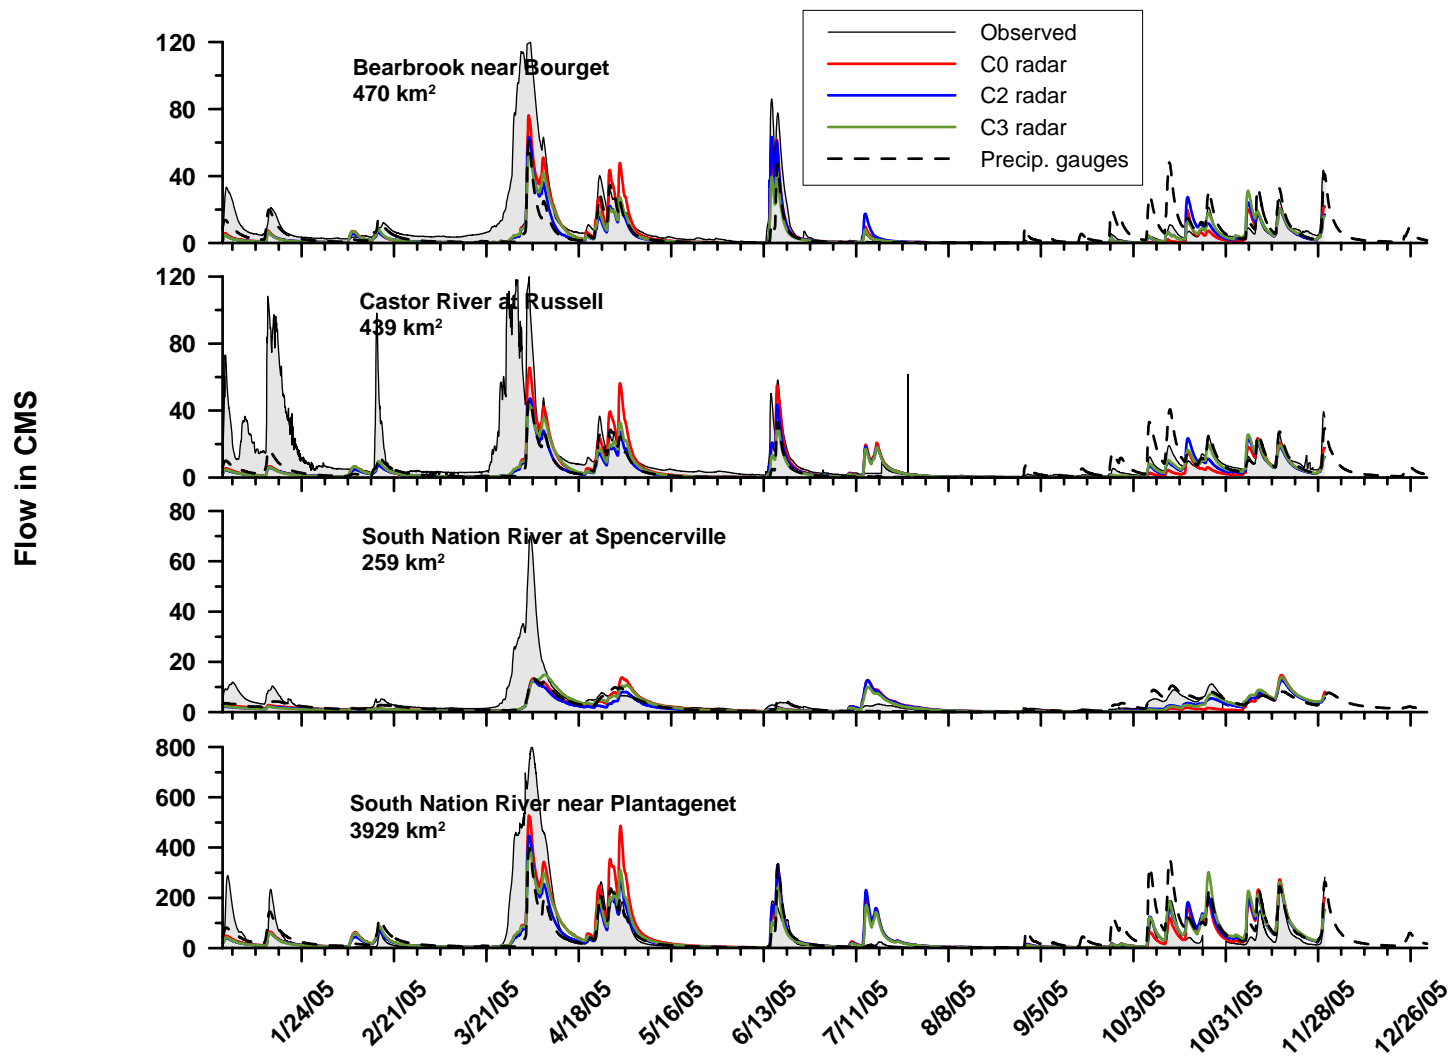 Observed
C0 radar
C2 radar
C3 radar
Precip. gauges
Flow in CMS
120
80
40
0
Bearbrook near Bourget
470 km²
120
80
40
0
Castor River at Russell
439 km²
80
60
40
20
0
South Nation River at Spencerville
259 km²
800
600
400
200
0
South Nation River near Plantagenet
3929 km²
1/24/05
2/21/05
3/21/05
4/18/05
5/16/05
6/13/05
7/11/05
8/8/05
9/5/05
10/3/05
10/31/05
11/28/05
12/26/05